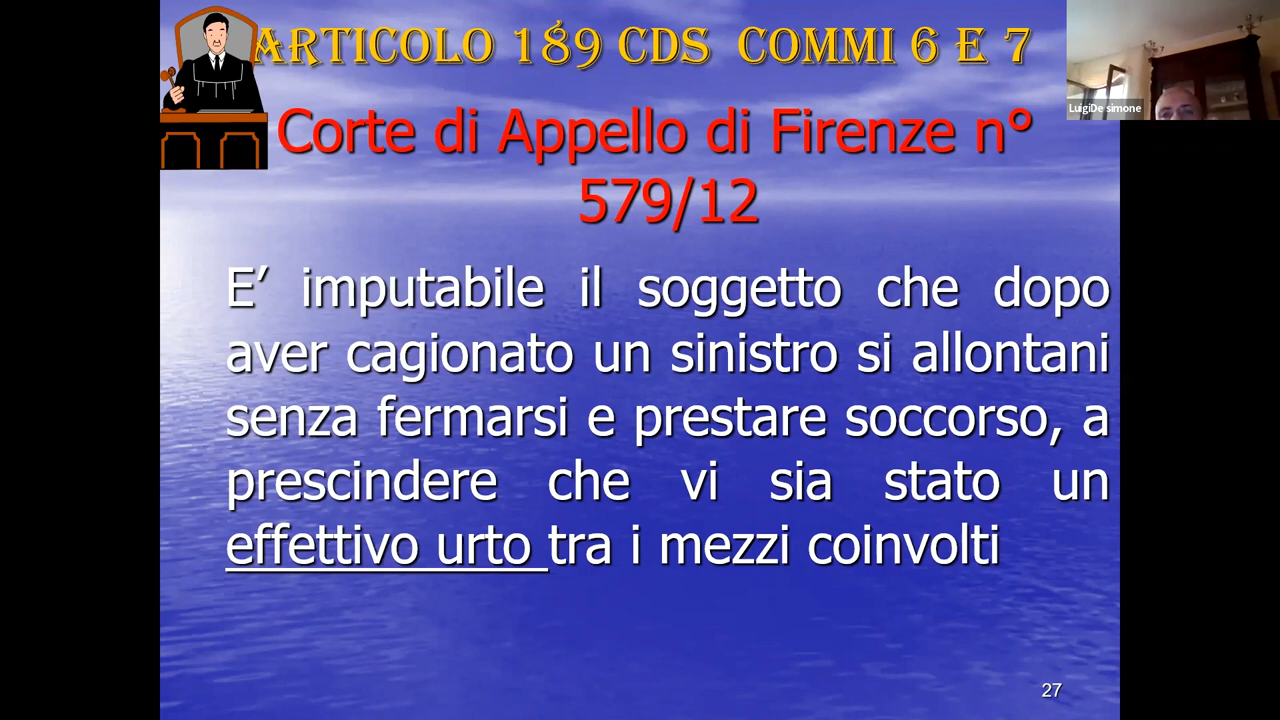 ARTICOLO 189 CDS COMMI 6 E 7
LuigiDe simone
Corte di Appello di Firenze n°
579/12
E’ imputabile il soggetto che dopo
aver cagionato un sinistro si allontani
senza fermarsi e prestare soccorso, a
prescindere che vi sia stato un
effettivo urto tra i mezzi coinvolti
27